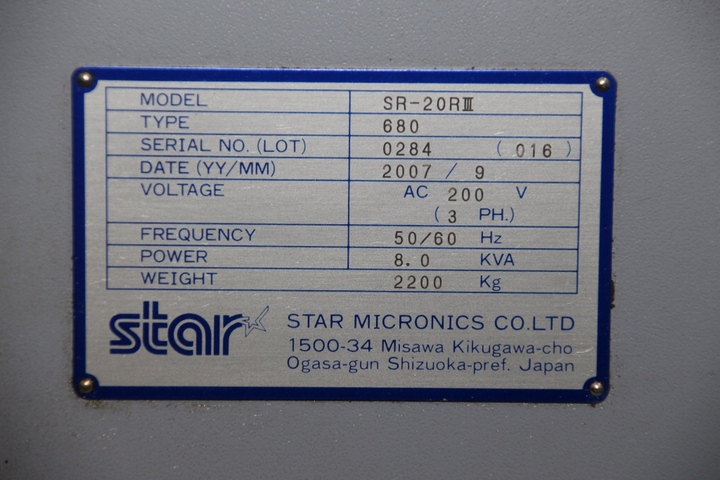 MODEL SR-20RⅢ
TYPE 680
SERIAL NO. (LOT) 0284 ( 016 )
DATE (YY/MM) 2007 / 9
VOLTAGE AC 200 V
( 3 PH.)
FREQUENCY 50/60 Hz
POWER 8.0 KVA
WEIGHT 2200 Kg
star STAR MICRONICS CO.LTD
1500-34 Misawa Kikugawa-cho
Ogasa-gun Shizuoka-pref. Japan